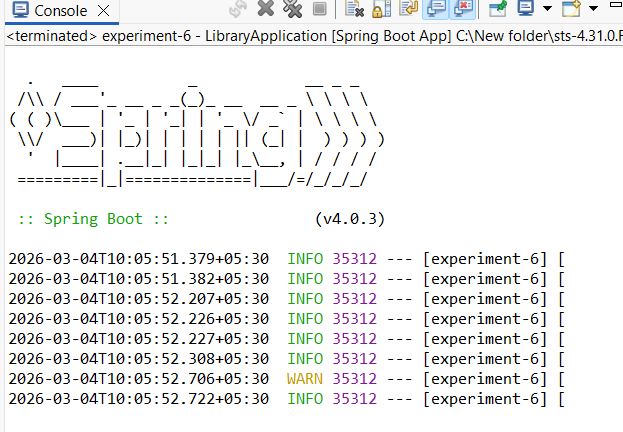 Console
<terminated> experiment-6 - LibraryApplication [Spring Boot App] C:\New folder\sts-4.31.0.F
  .   ____          _            __ _ _
 /\\ / ___'_ __ _ _(_)_ __  __ _ \ \ \ \
( ( )\___ | '_ | '_| | '_ \/ _` | \ \ \ \
 \\/  ___)| |_)| | | | | || (_| |  ) ) ) )
  '  |____| .__|_| |_|_| |_\__, | / / / /
 =========|_|==============|___/=/_/_/_/
 :: Spring Boot ::                (v4.0.3)
2026-03-04T10:05:51.379+05:30  INFO 35312 --- [experiment-6] [
2026-03-04T10:05:51.382+05:30  INFO 35312 --- [experiment-6] [
2026-03-04T10:05:52.207+05:30  INFO 35312 --- [experiment-6] [
2026-03-04T10:05:52.226+05:30  INFO 35312 --- [experiment-6] [
2026-03-04T10:05:52.227+05:30  INFO 35312 --- [experiment-6] [
2026-03-04T10:05:52.308+05:30  INFO 35312 --- [experiment-6] [
2026-03-04T10:05:52.706+05:30  WARN 35312 --- [experiment-6] [
2026-03-04T10:05:52.722+05:30  INFO 35312 --- [experiment-6] [